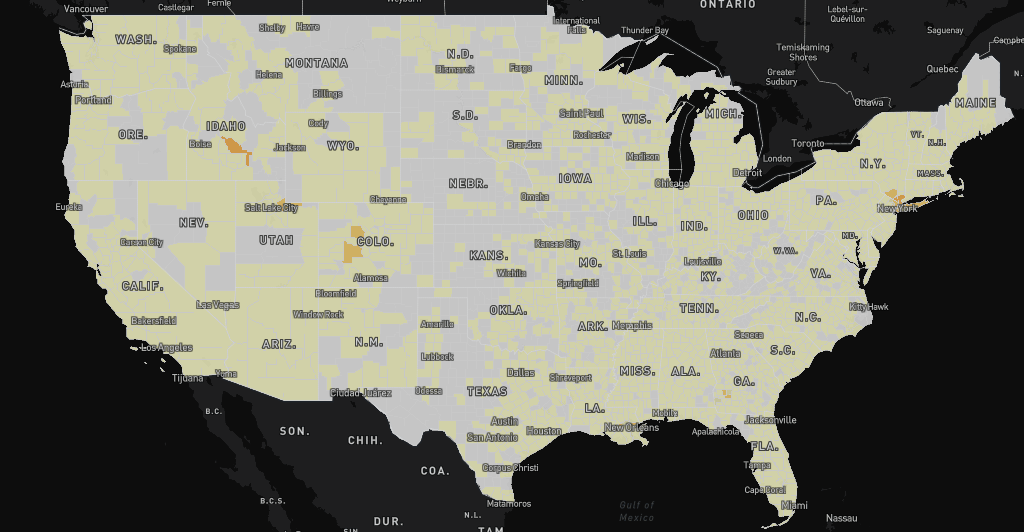 Vancouver
Castlegar
Fernie
Weyburn
ONTARIO
Lebel-sur-
Quévillon
International
Falls
Thunder Bay
Saguenay
Temiskaming
Shores
Campbe
WASH.
Spokane
Shelby
Havre
MONTANA
N.D.
Bismarck
Fargo
MINN.
Greater
Sudbury
Quebec
N.
Astoria
Portland
Helena
Billings
Ottawa
MAINE
ORE.
IDAHO
Boise
Cody
Jackson
WYO.
S.D.
Saint Paul
Rochester
Brandon
WIS.
MICH.
Madison
Toronto
London
VT.
N.H.
N.Y.
MASS.
Detroit
Chicago
NEBR.
IOWA
Omaha
Cheyenne
Eureka
Salt Lake City
NEV.
UTAH
COLO.
Carson City
ILL.
IND.
OHIO
PA.
New York
MD.
W.VA.
KANS.
Kansas City
MO.
St. Louis
Louisville
KY.
VA.
Wichita
Springfield
CALIF.
Alamosa
Bloomfield
Las Vegas
Window Rock
Bakersfield
Los Angeles
ARIZ.
N.M.
Amarillo
OKLA.
ARK.
Memphis
TENN.
N.C.
Kitty Hawk
Seneca
S.C.
Atlanta
Lubbock
Dallas
Shreveport
MISS.
ALA.
GA.
Tijuana
Yuma
Ciudad Juárez
Odessa
TEXAS
B.C.
SON.
CHIH.
Austin
San Antonio
Houston
LA.
New Orleans
Mobile
Apalachicola
Jacksonville
FLA.
Tampa
COA.
Corpus Christi
Cape Coral
Miami
Nassau
B.C.S.
Matamoros
Gulf of
Mexico
N.L.
DUR.
SIN.
TAM.